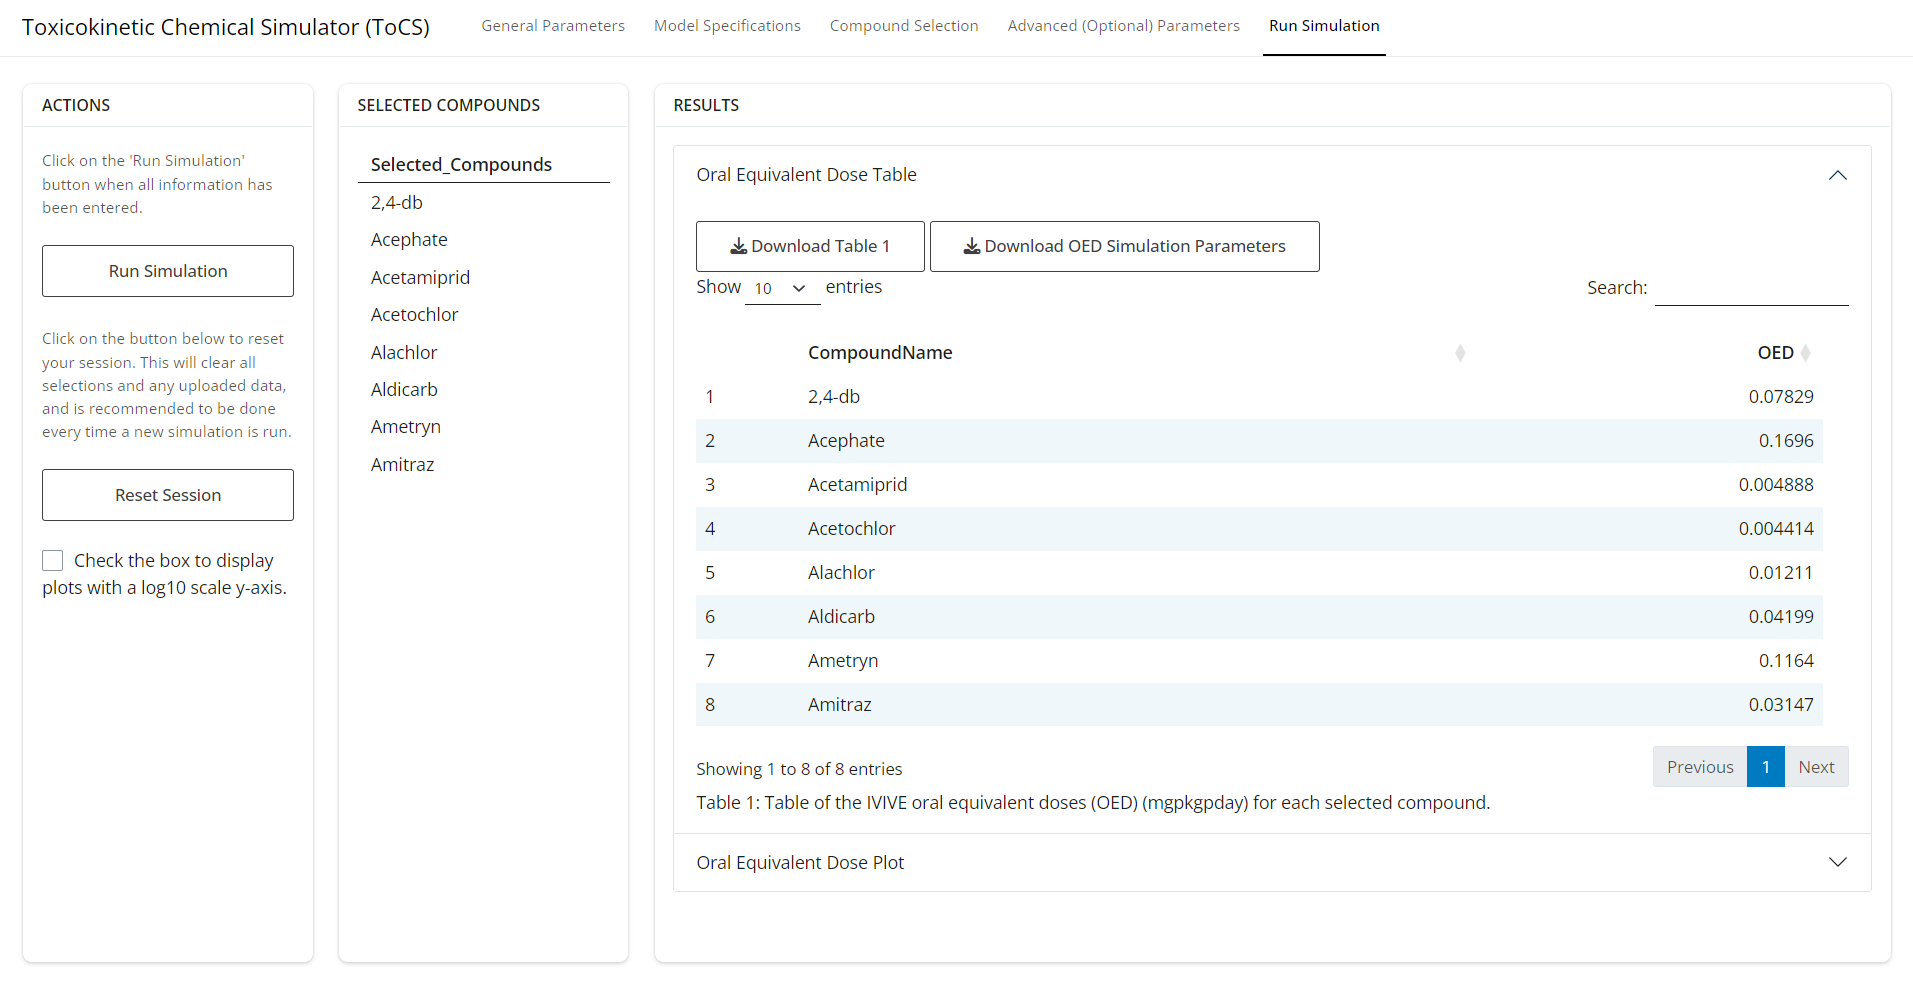 Toxicokinetic Chemical Simulator (ToCS)
General Parameters
Model Specifications
Compound Selection
Advanced (Optional) Parameters
Run Simulation
ACTIONS
Click on the 'Run Simulation'
button when all information has
been entered.
Run Simulation
Click on the button below to reset
your session. This will clear all
selections and any uploaded data,
and is recommended to be done
every time a new simulation is run.
Reset Session
Check the box to display
plots with a log10 scale y-axis.
SELECTED COMPOUNDS
Selected_Compounds
2,4-db
Acephate
Acetamiprid
Acetochlor
Alachlor
Aldicarb
Ametryn
Amitraz
RESULTS
Oral Equivalent Dose Table
Download Table 1
Download OED Simulation Parameters
Show 10 entries
Search:
CompoundName OED
1 2,4-db 0.07829
2 Acephate 0.1696
3 Acetamiprid 0.004888
4 Acetochlor 0.004414
5 Alachlor 0.01211
6 Aldicarb 0.04199
7 Ametryn 0.1164
8 Amitraz 0.03147
Showing 1 to 8 of 8 entries
Previous 1 Next
Table 1: Table of the IVIVE oral equivalent doses (OED) (mgpkgpday) for each selected compound.
Oral Equivalent Dose Plot